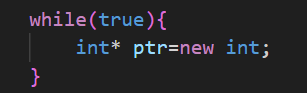 while(true){
    int* ptr=new int;
}